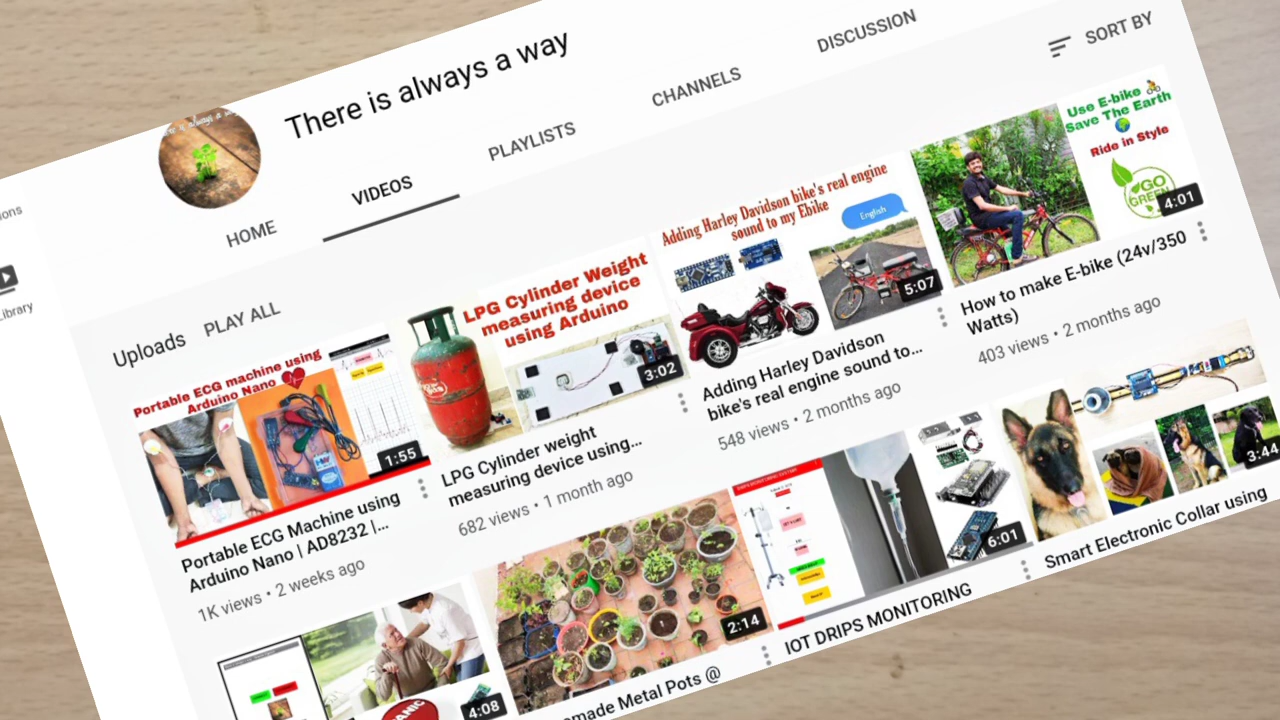 There is always a way
HOME
VIDEOS
PLAYLISTS
CHANNELS
DISCUSSION
SORT BY
ions
Library
Uploads
PLAY ALL
Portable ECG machine using
Arduino Nano
1:55
Portable ECG Machine using
Arduino Nano | AD8232 |...
1K views • 2 weeks ago
LPG Cylinder Weight
measuring device
using Arduino
3:02
LPG Cylinder weight
measuring device using...
682 views • 1 month ago
Adding Harley Davidson bike's real engine
sound to my Ebike
English
5:07
Adding Harley Davidson
bike's real engine sound to...
548 views • 2 months ago
Use E-bike
Save The Earth
Ride in Style
GO
GREEN
4:01
How to make E-bike (24v/350
Watts)
403 views • 2 months ago
PANIC
4:08
2:14
omade Metal Pots @
6:01
IOT DRIPS MONITORING
3:44
Smart Electronic Collar using